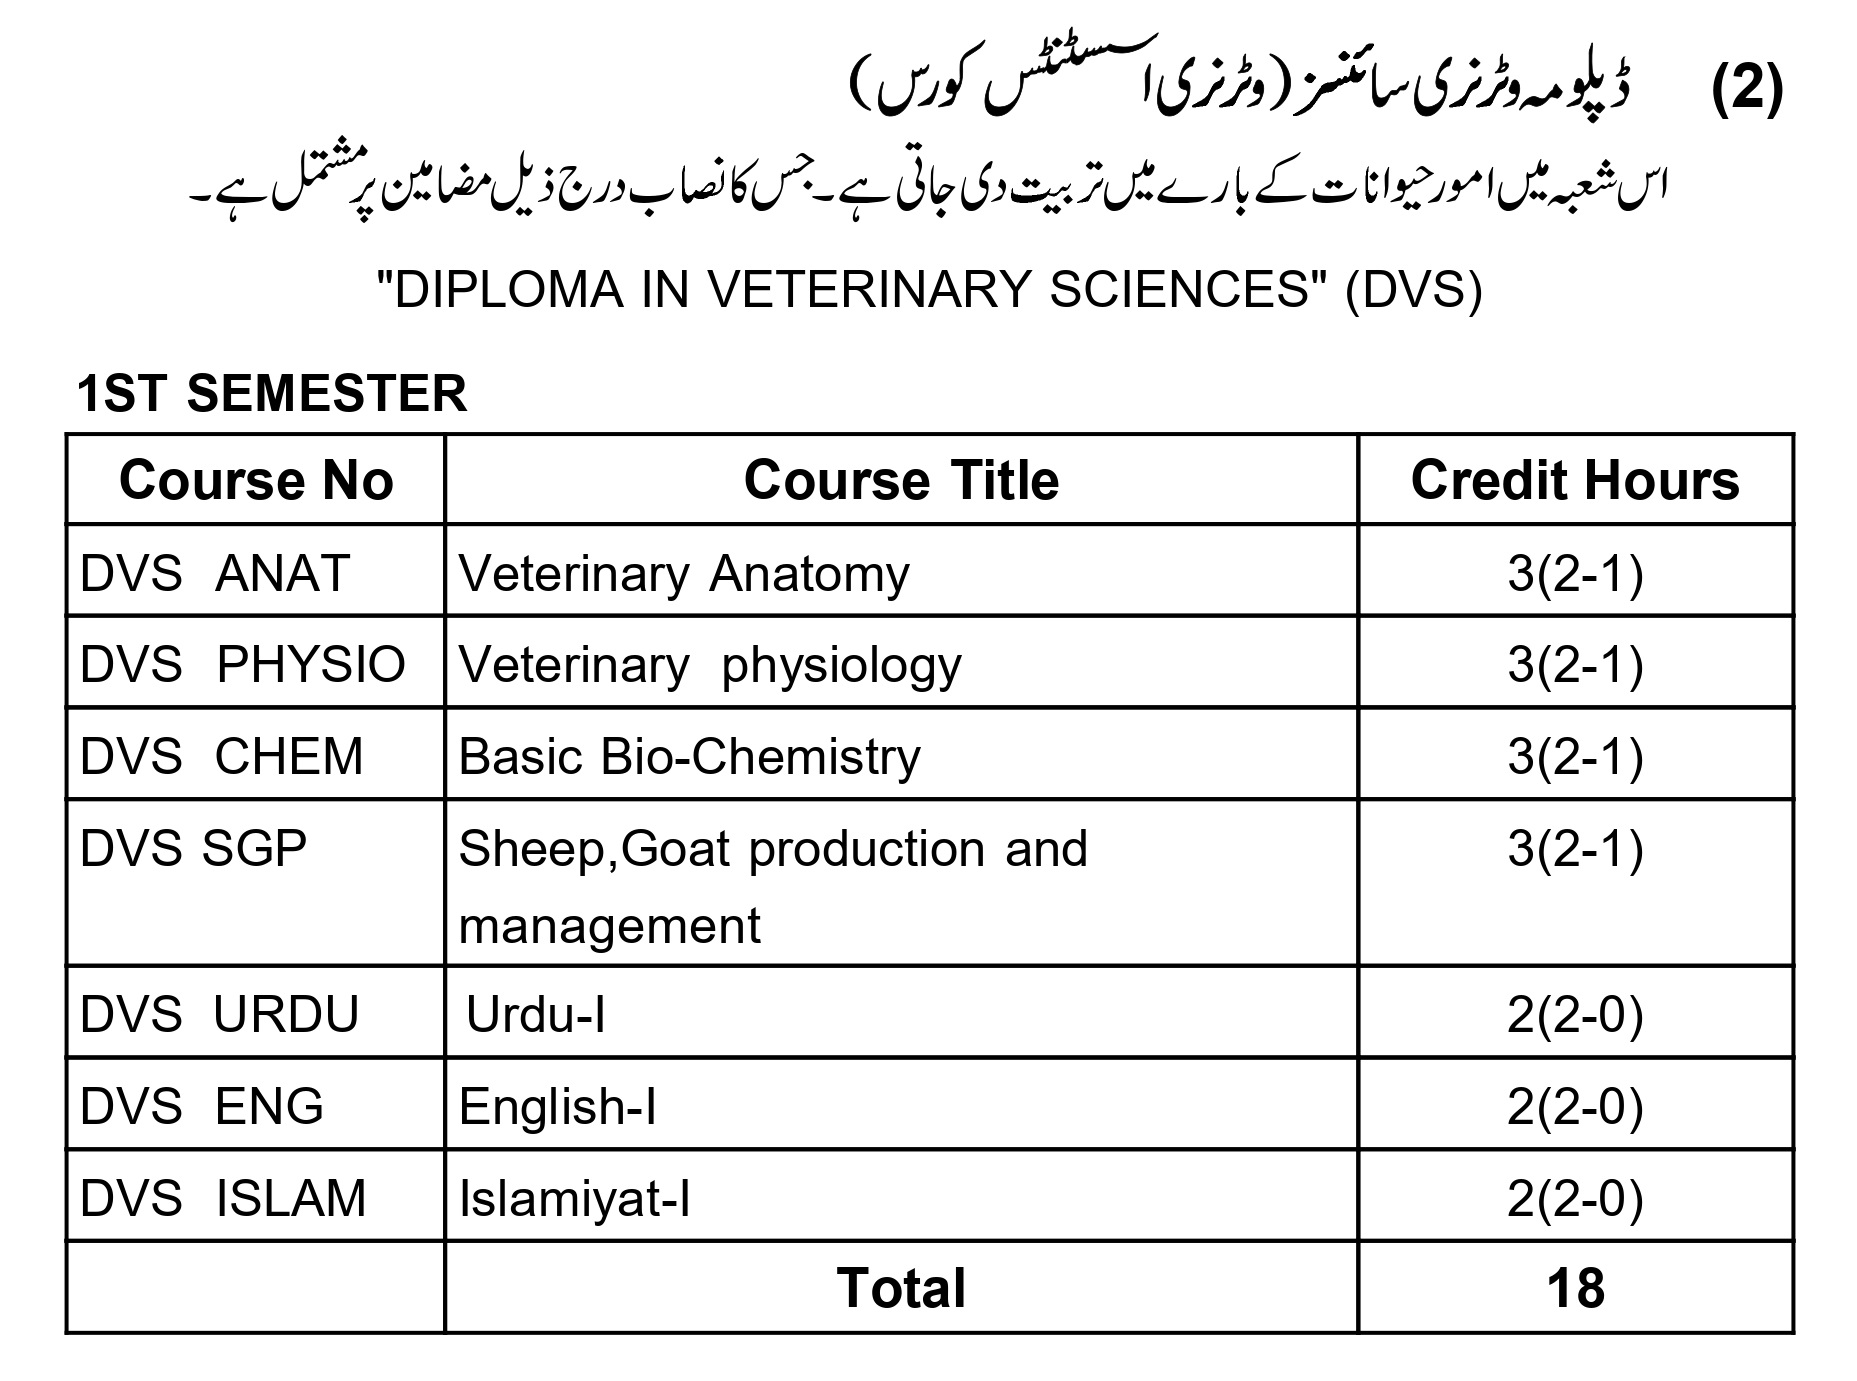 (2) ڈپلومہ وٹرنری سائنسز (وٹرنری اسسٹنٹس کورس)
اس شعبہ میں امور حیوانات کے بارے میں تربیت دی جاتی ہے۔ جس کا نصاب درج ذیل مضامین پر مشتمل ہے۔
"DIPLOMA IN VETERINARY SCIENCES" (DVS)
1ST SEMESTER
Course No Course Title Credit Hours
DVS ANAT Veterinary Anatomy 3(2-1)
DVS PHYSIO Veterinary physiology 3(2-1)
DVS CHEM Basic Bio-Chemistry 3(2-1)
DVS SGP Sheep,Goat production and 3(2-1)
management
DVS URDU Urdu-I 2(2-0)
DVS ENG English-I 2(2-0)
DVS ISLAM Islamiyat-I 2(2-0)
Total 18